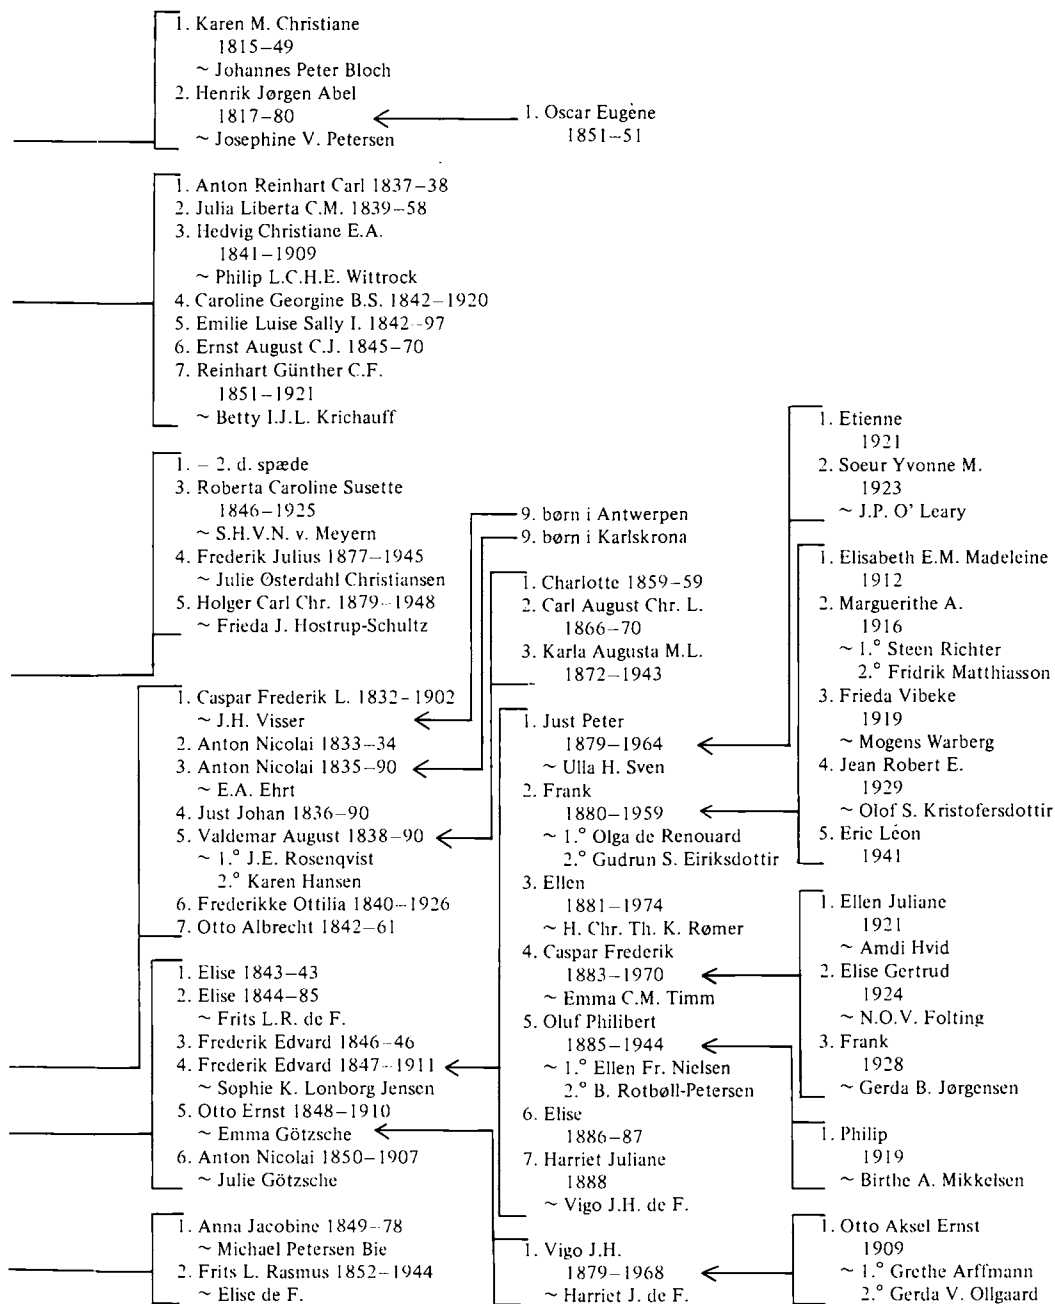 1. Karen M. Christiane
1815–49
~ Johannes Peter Bloch
2. Henrik Jørgen Abel
1817–80
~ Josephine V. Petersen
1. Oscar Eugène
1851–51
1. Anton Reinhart Carl 1837–38
2. Julia Liberta C.M. 1839–58
3. Hedvig Christiane E.A.
1841–1909
~ Philip L.C.H.E. Wittrock
4. Caroline Georgine B.S. 1842–1920
5. Emilie Luise Sally I. 1842–97
6. Ernst August C.J. 1845–70
7. Reinhart Günther C.F.
1851–1921
~ Betty I.J.L. Krichauff
1. – 2. d. spæde
3. Roberta Caroline Susette
1846–1925
~ S.H.V.N. v. Meyern
4. Frederik Julius 1877–1945
~ Julie Osterdahl Christiansen
5. Holger Carl Chr. 1879–1948
~ Frieda J. Hostrup-Schultz
1. Caspar Frederik L. 1832–1902
~ J.H. Visser
2. Anton Nicolai 1833–34
3. Anton Nicolai 1835–90
~ E.A. Ehrt
4. Just Johan 1836–90
5. Valdemar August 1838–90
~ 1.° J.E. Rosenqvist
2.° Karen Hansen
6. Frederikke Ottilia 1840–1926
7. Otto Albrecht 1842–61
1. Elise 1843–43
2. Elise 1844–85
~ Frits L.R. de F.
3. Frederik Edvard 1846–46
4. Frederik Edvard 1847–1911
~ Sophie K. Lonborg Jensen
5. Otto Ernst 1848–1910
~ Emma Götzsche
6. Anton Nicolai 1850–1907
~ Julie Götzsche
1. Anna Jacobine 1849–78
~ Michael Petersen Bie
2. Frits L. Rasmus 1852–1944
~ Elise de F.
9. børn i Antwerpen
9. børn i Karlskrona
1. Charlotte 1859–59
2. Carl August Chr. L.
1866–70
3. Karla Augusta M.L.
1872–1943
1. Just Peter
1879–1964
~ Ulla H. Sven
2. Frank
1880–1959
~ 1.° Olga de Renouard
2.° Gudrun S. Eiriksdottir
3. Ellen
1881–1974
~ H. Chr. Th. K. Rømer
4. Caspar Frederik
1883–1970
~ Emma C.M. Timm
5. Oluf Philibert
1885–1944
~ 1.° Ellen Fr. Nielsen
2.° B. Rotbøll-Petersen
6. Elise
1886–87
7. Harriet Juliane
1888
~ Vigo J.H. de F.
1. Vigo J.H.
1879–1968
~ Harriet J. de F.
1. Etienne
1921
2. Soeur Yvonne M.
1923
~ J.P. O' Leary
1. Elisabeth E.M. Madeleine
1912
2. Marguerithe A.
1916
~ 1.° Steen Richter
2.° Fridrik Matthiasson
3. Frieda Vibeke
1919
~ Mogens Warberg
4. Jean Robert E.
1929
~ Olof S. Kristofersdottir
5. Eric Léon
1941
1. Ellen Juliane
1921
~ Amdi Hvid
2. Elise Gertrud
1924
~ N.O.V. Folting
3. Frank
1928
~ Gerda B. Jørgensen
1. Philip
1919
~ Birthe A. Mikkelsen
1. Otto Aksel Ernst
1909
~ 1.° Grethe Arffmann
2.° Gerda V. Ollgaard